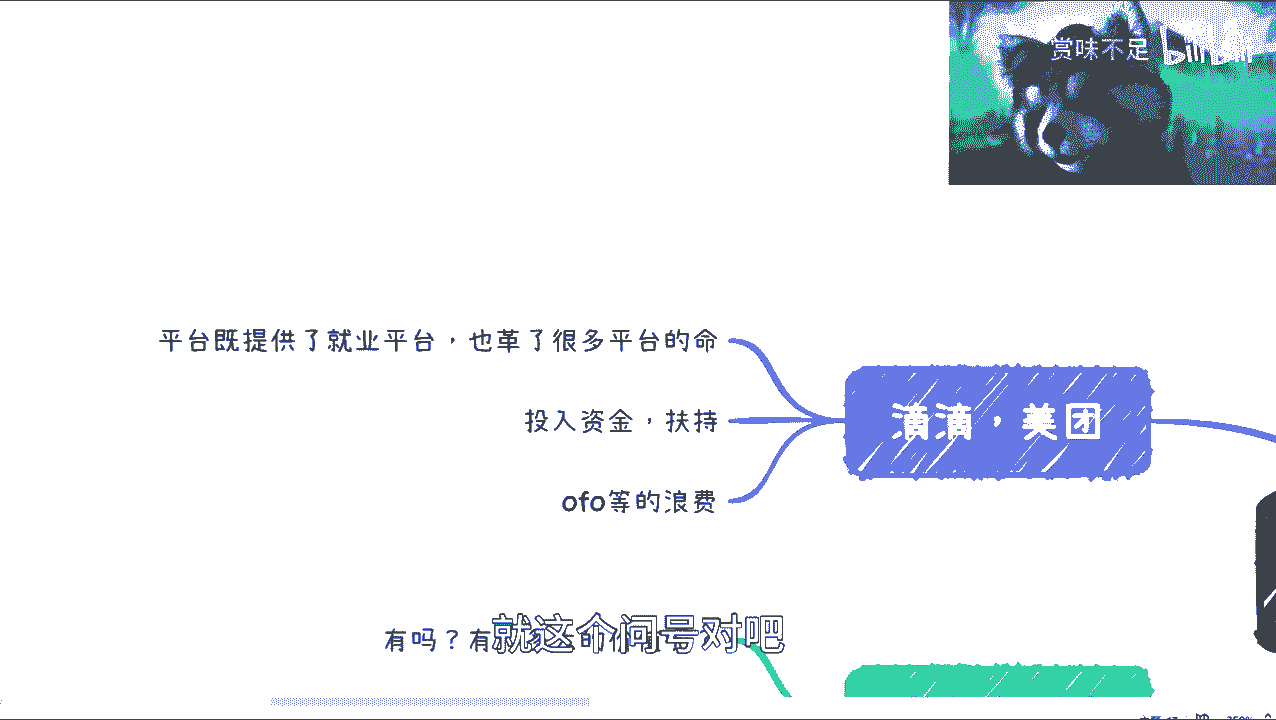 赏味不足 bilibili
平台既提供了就业平台，也革了很多平台的命
投入资金，扶持
滴滴，美团
ofo等的浪费
有吗？有
就这个问号对吧